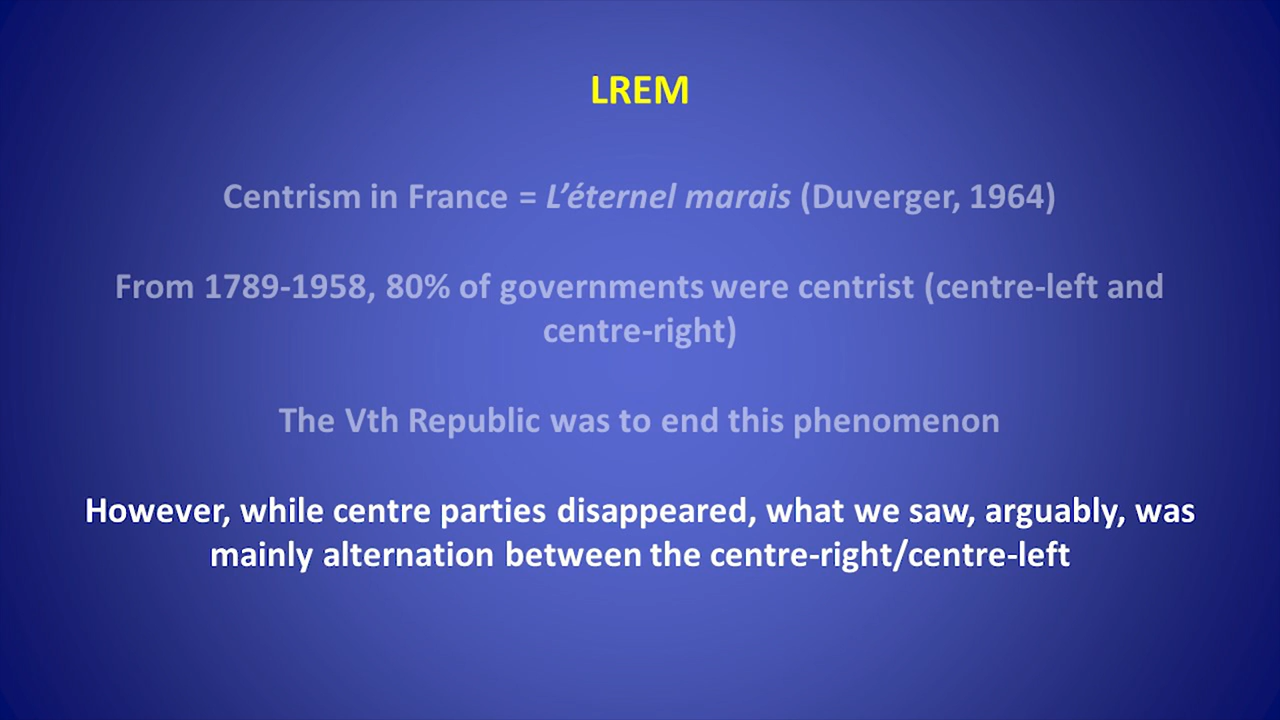 LREM
Centrism in France = L’éternel marais (Duverger, 1964)
From 1789-1958, 80% of governments were centrist (centre-left and
centre-right)
The Vth Republic was to end this phenomenon
However, while centre parties disappeared, what we saw, arguably, was
mainly alternation between the centre-right/centre-left